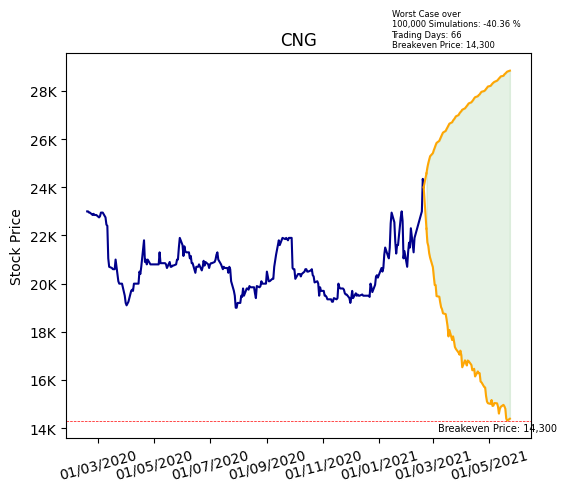 Worst Case over
100,000 Simulations: -40.36 %
Trading Days: 66
Breakeven Price: 14,300
CNG
Stock Price
28K
26K
24K
22K
20K
18K
16K
14K
Breakeven Price: 14,300
01/03/2020
01/05/2020
01/07/2020
01/09/2020
01/11/2020
01/01/2021
01/03/2021
01/05/2021